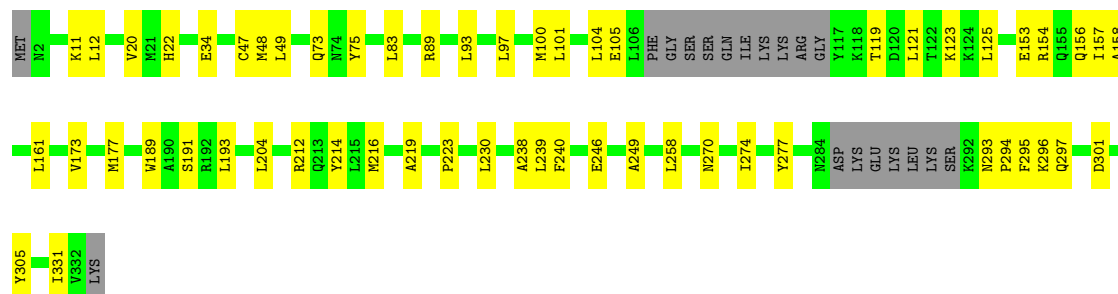 MET N2 K11 L12 V20 M21 H22 E34 C47 M48 L49 Q73 N74 Y75 L83 R89 L93 L97 M100 L101 L104 E105 L106 PHE GLY SER SER GLN ILE LYS LYS ARG GLY Y117 K118 T119 D120 L121 T122 K123 K124 L125 E153 R154 Q155 Q156 I157 A158
L161 V173 M177 W189 A190 S191 R192 L193 L204 R212 Q213 Y214 L215 M216 A219 P223 L230 A238 L239 F240 E246 A249 L258 N270 I274 Y277 N284 ASP LYS GLU LYS LEU LYS SER K292 N293 P294 F295 K296 Q297 D301
Y305 I331 V332 LYS